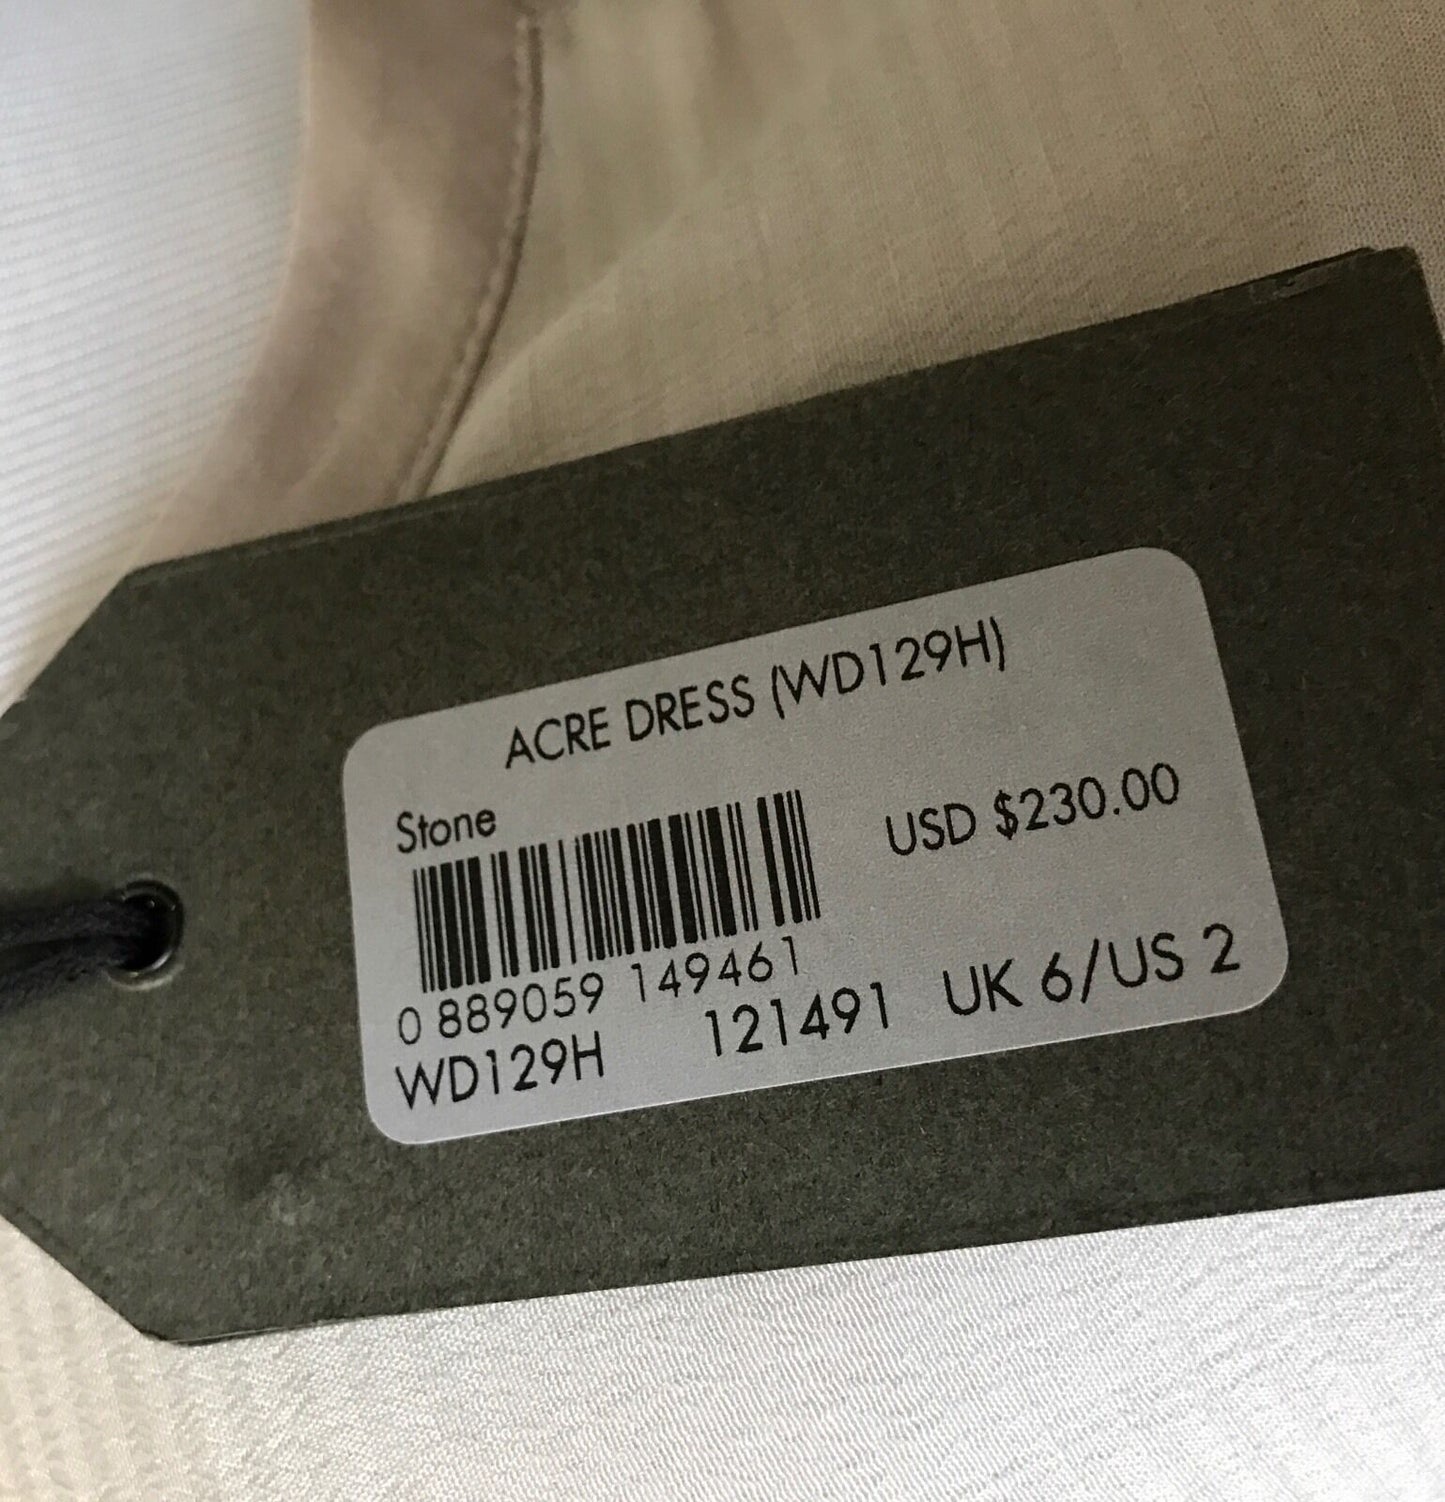 ACRE DRESS (WD129H)
Stone
USD $230.00
0 889059 149461
WD129H 121491 UK 6/US 2